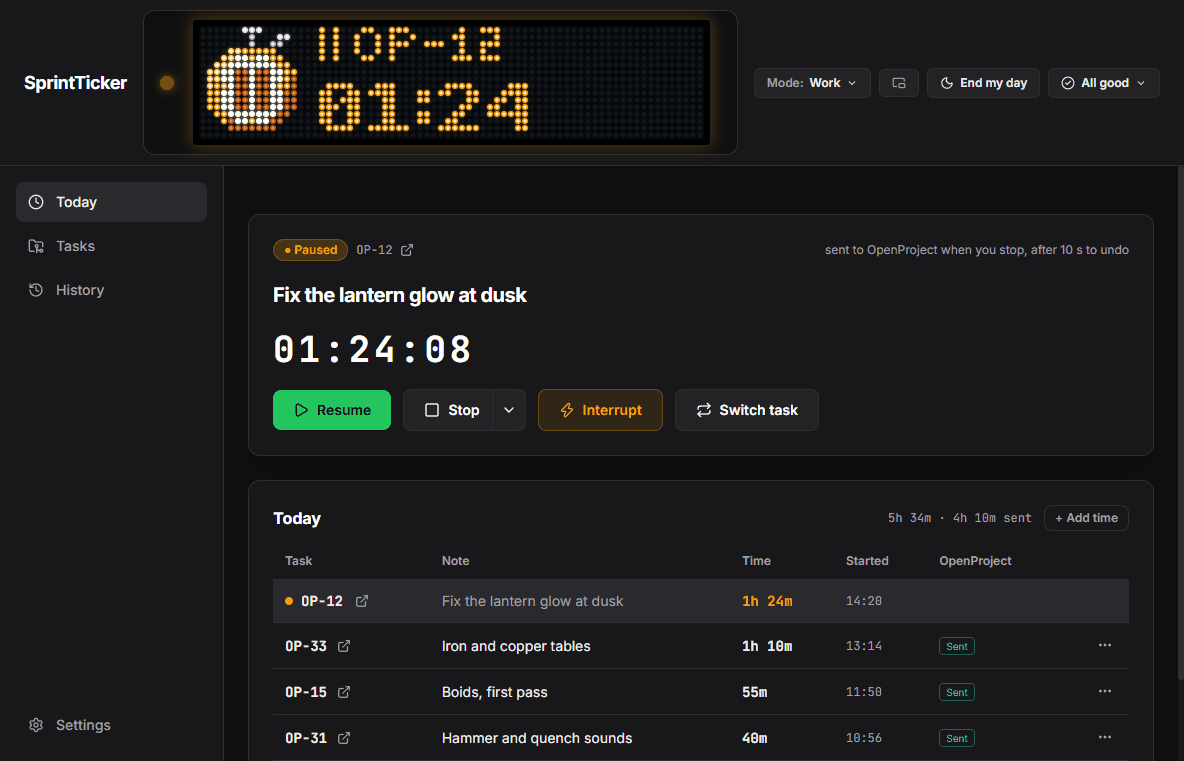 SprintTicker
OP-12
01:24
Mode: Work
End my day
All good
Today
Tasks
History
Settings
Paused OP-12
sent to OpenProject when you stop, after 10 s to undo
Fix the lantern glow at dusk
01:24:08
Resume Stop Interrupt Switch task
Today
5h 34m · 4h 10m sent + Add time
Task Note Time Started OpenProject
OP-12 Fix the lantern glow at dusk 1h 24m 14:20
OP-33 Iron and copper tables 1h 10m 13:14 Sent ···
OP-15 Boids, first pass 55m 11:50 Sent ···
OP-31 Hammer and quench sounds 40m 10:56 Sent ···